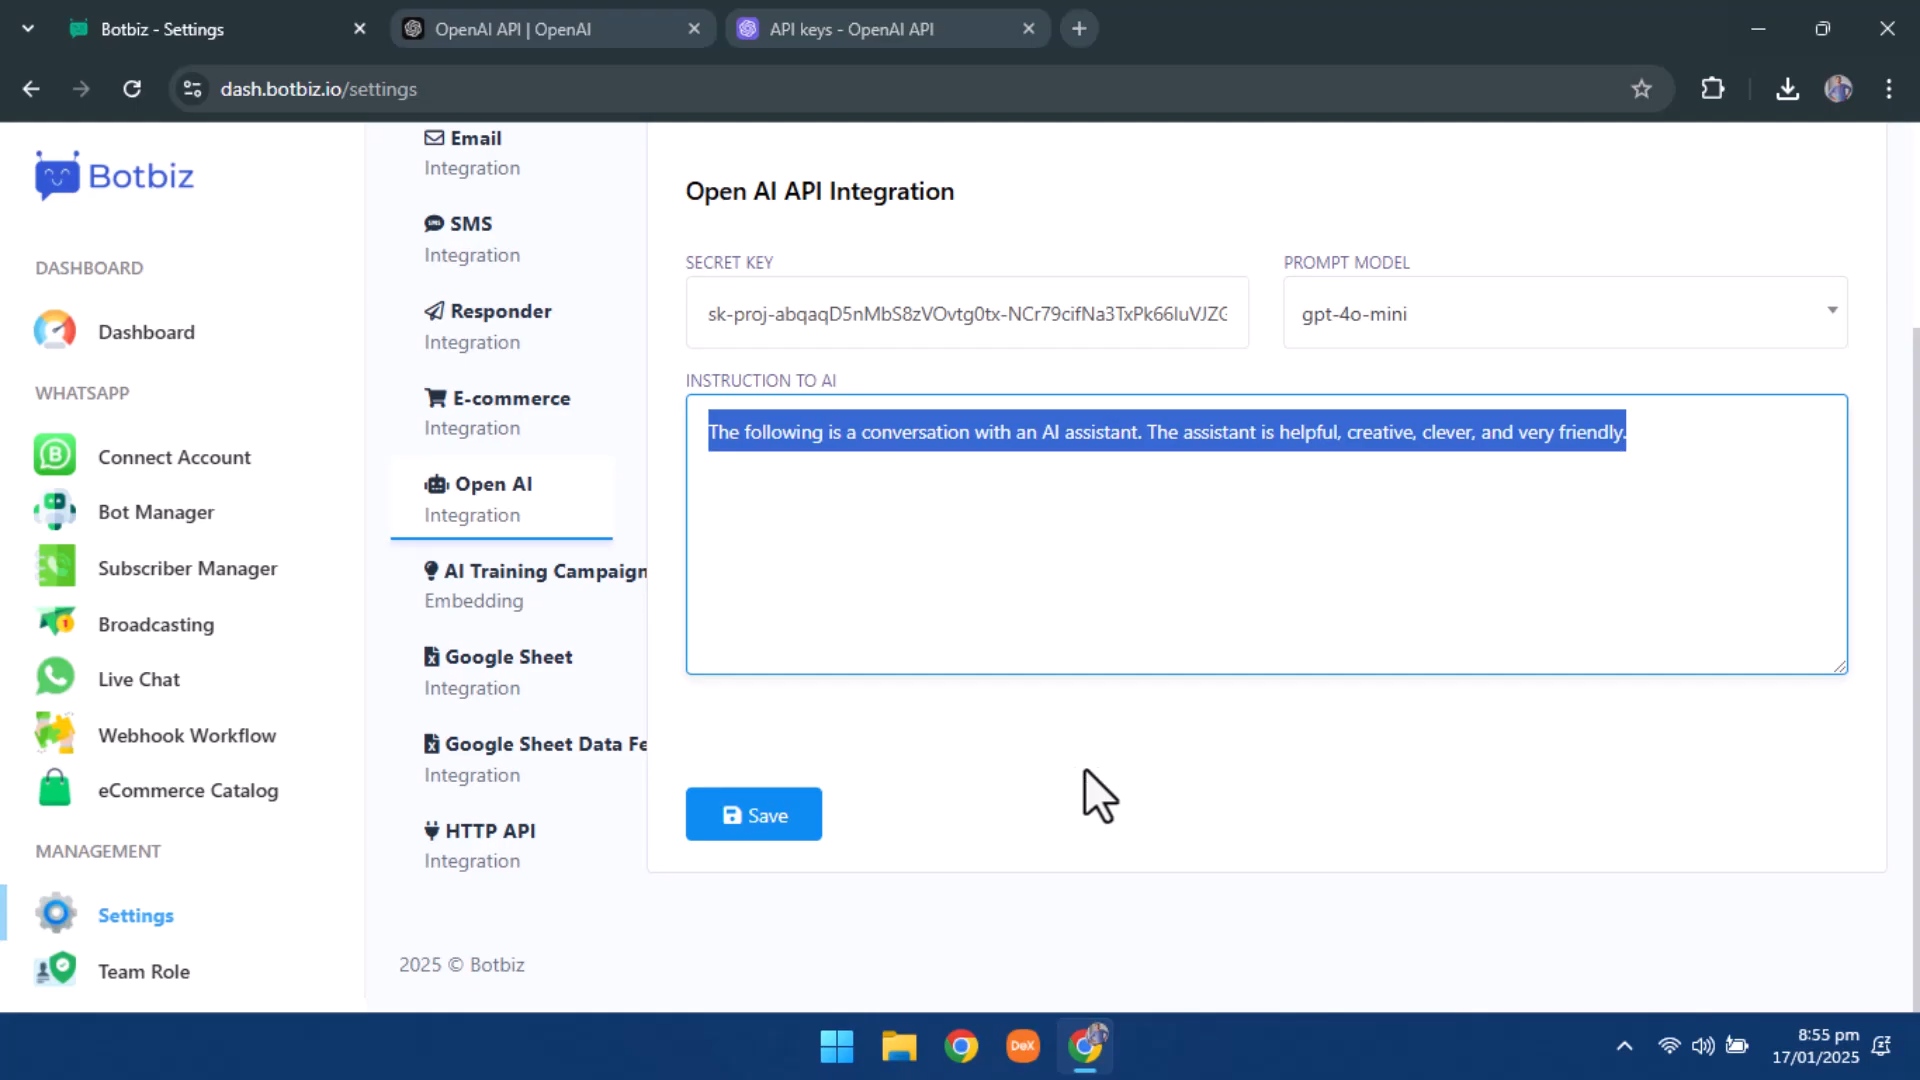 Botbiz - Settings
OpenAI API | OpenAI
API keys - OpenAI API
dash.botbiz.io/settings
Botbiz
DASHBOARD
Dashboard
WHATSAPP
Connect Account
Bot Manager
Subscriber Manager
Broadcasting
Live Chat
Webhook Workflow
eCommerce Catalog
MANAGEMENT
Settings
Team Role
Email
Integration
SMS
Integration
Responder
Integration
E-commerce
Integration
Open AI
Integration
AI Training Campaign
Embedding
Google Sheet
Integration
Google Sheet Data Fe
Integration
HTTP API
Integration
Open AI API Integration
SECRET KEY
PROMPT MODEL
gpt-4o-mini
INSTRUCTION TO AI
The following is a conversation with an AI assistant. The assistant is helpful, creative, clever, and very friendly.
Save
2025 © Botbiz
DeX
8:55 pm
17/01/2025